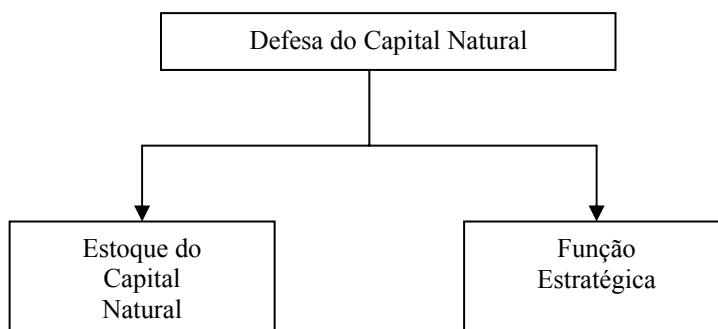 Defesa do Capital Natural
Estoque do
Capital
Natural
Função
Estratégica